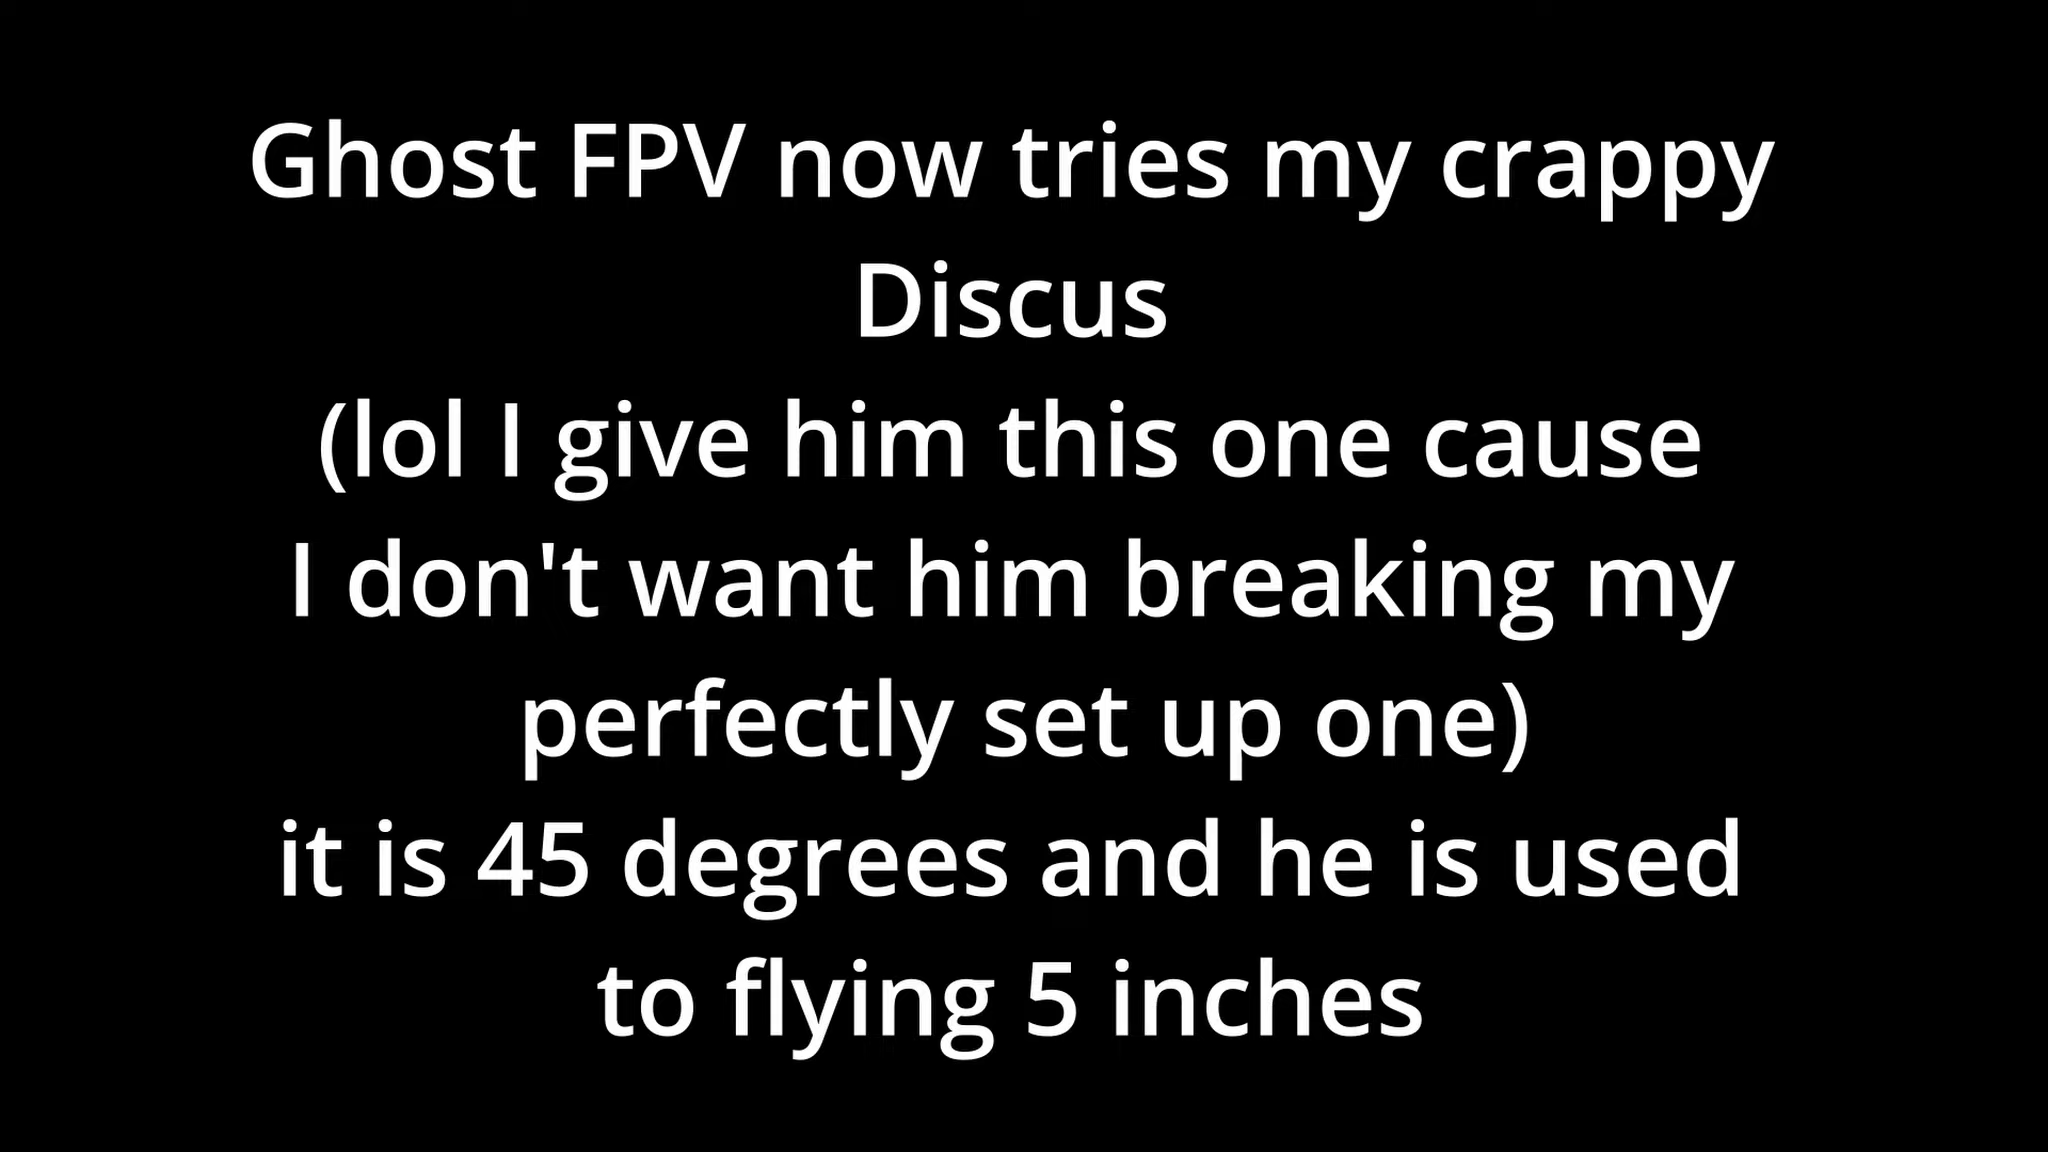 Ghost FPV now tries my crappy
Discus
(lol I give him this one cause
I don't want him breaking my
perfectly set up one)
it is 45 degrees and he is used
to flying 5 inches